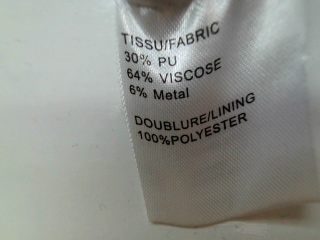 TISSU/FABRIC
30% PU
64% VISCOSE
6% Metal
DOUBLURE/LINING
100%POLYESTER